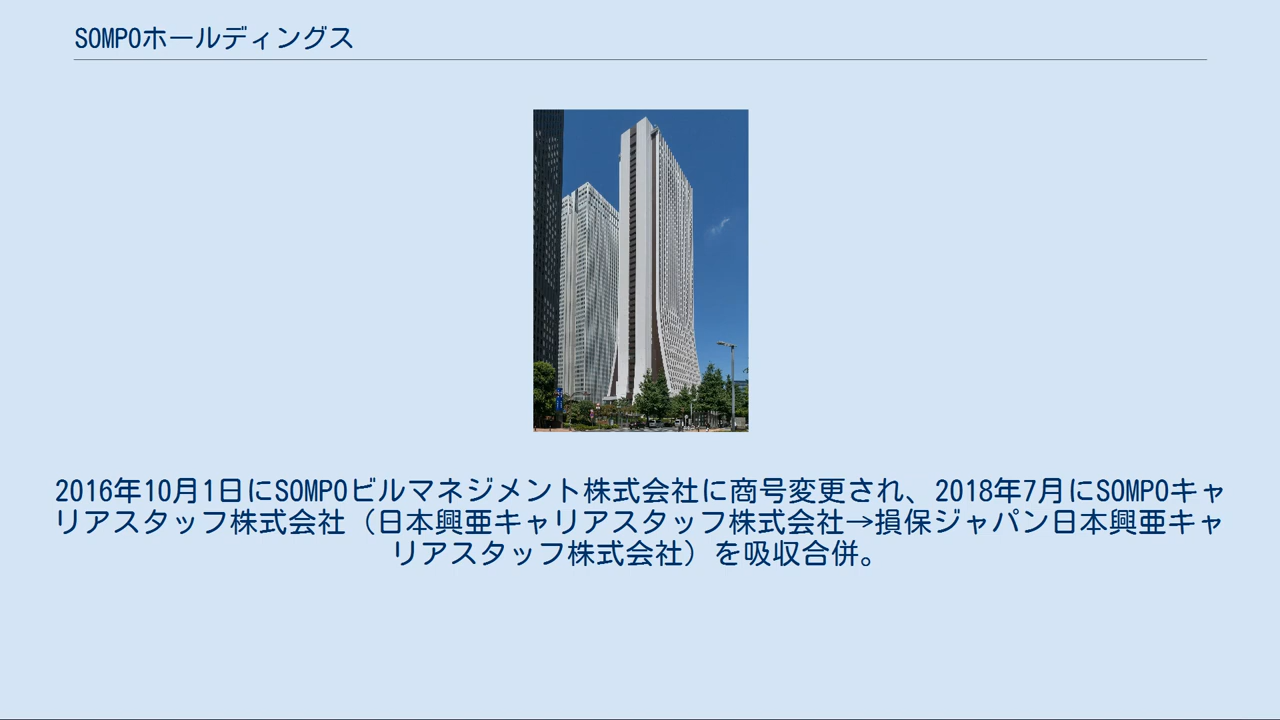 SOMPOホールディングス
2016年10月1日にSOMPOビルマネジメント株式会社に商号変更され、2018年7月にSOMPOキャ
リアスタッフ株式会社（日本興亜キャリアスタッフ株式会社→損保ジャパン日本興亜キャ
リアスタッフ株式会社）を吸収合併。